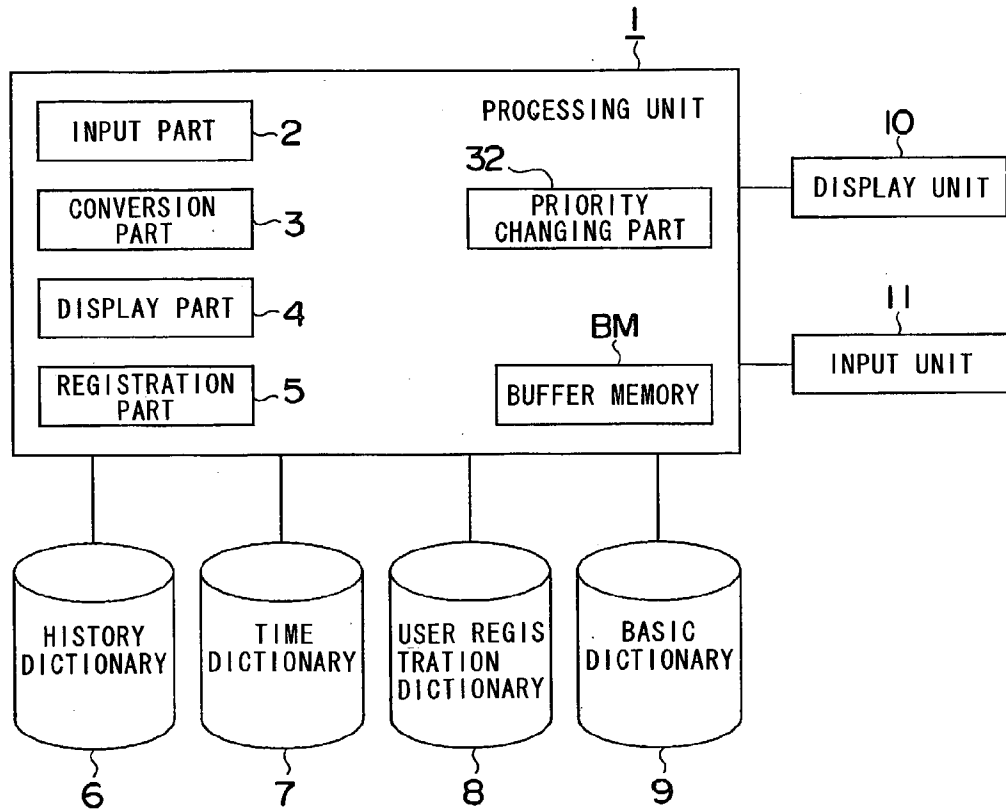 1
PROCESSING UNIT
INPUT PART
2
CONVERSION
PART
3
DISPLAY PART
4
REGISTRATION
PART
5
32
PRIORITY
CHANGING PART
BM
BUFFER MEMORY
10
DISPLAY UNIT
11
INPUT UNIT
HISTORY
DICTIONARY
6
TIME
DICTIONARY
7
USER REGIS
TRATION
DICTIONARY
8
BASIC
DICTIONARY
9